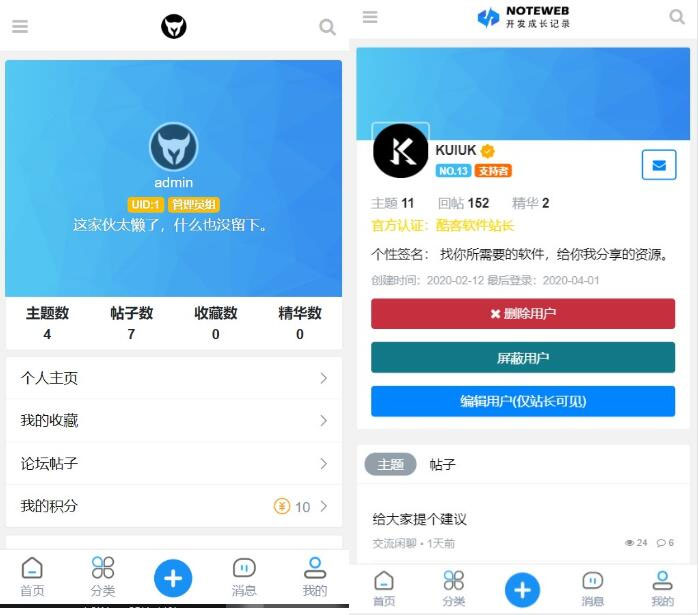 admin
UID:1 管理员组
这家伙太懒了，什么也没留下。
主题数 帖子数 收藏数 精华数
4 7 0 0
个人主页
我的收藏
论坛帖子
我的积分 10
首页 分类 消息 我的
NOTEWEB
开发成长记录
KUIUK
NO.13 支持者
主题 11 回帖 152 精华 2
官方认证：酷客软件站长
个性签名： 找你所需要的软件，给你我分享的资源。
创建时间：2020-02-12 最后登录：2020-04-01
删除用户
屏蔽用户
编辑用户(仅站长可见)
主题 帖子
给大家提个建议
交流闲聊 • 1天前 24 6
首页 分类 消息 我的